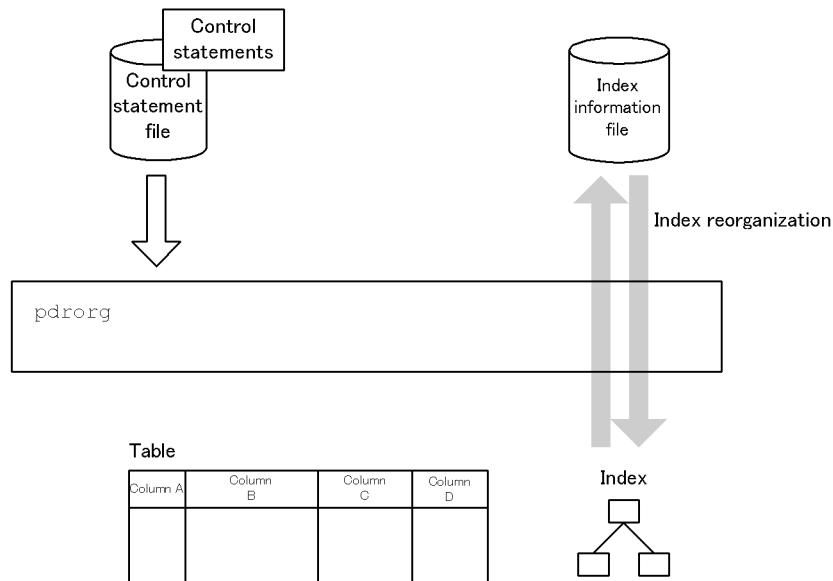 Control
statements
Control
statement
file
Index
information
file
Index reorganization
pdrorg
Table
Column A
Column
B
Column
C
Column
D
Index